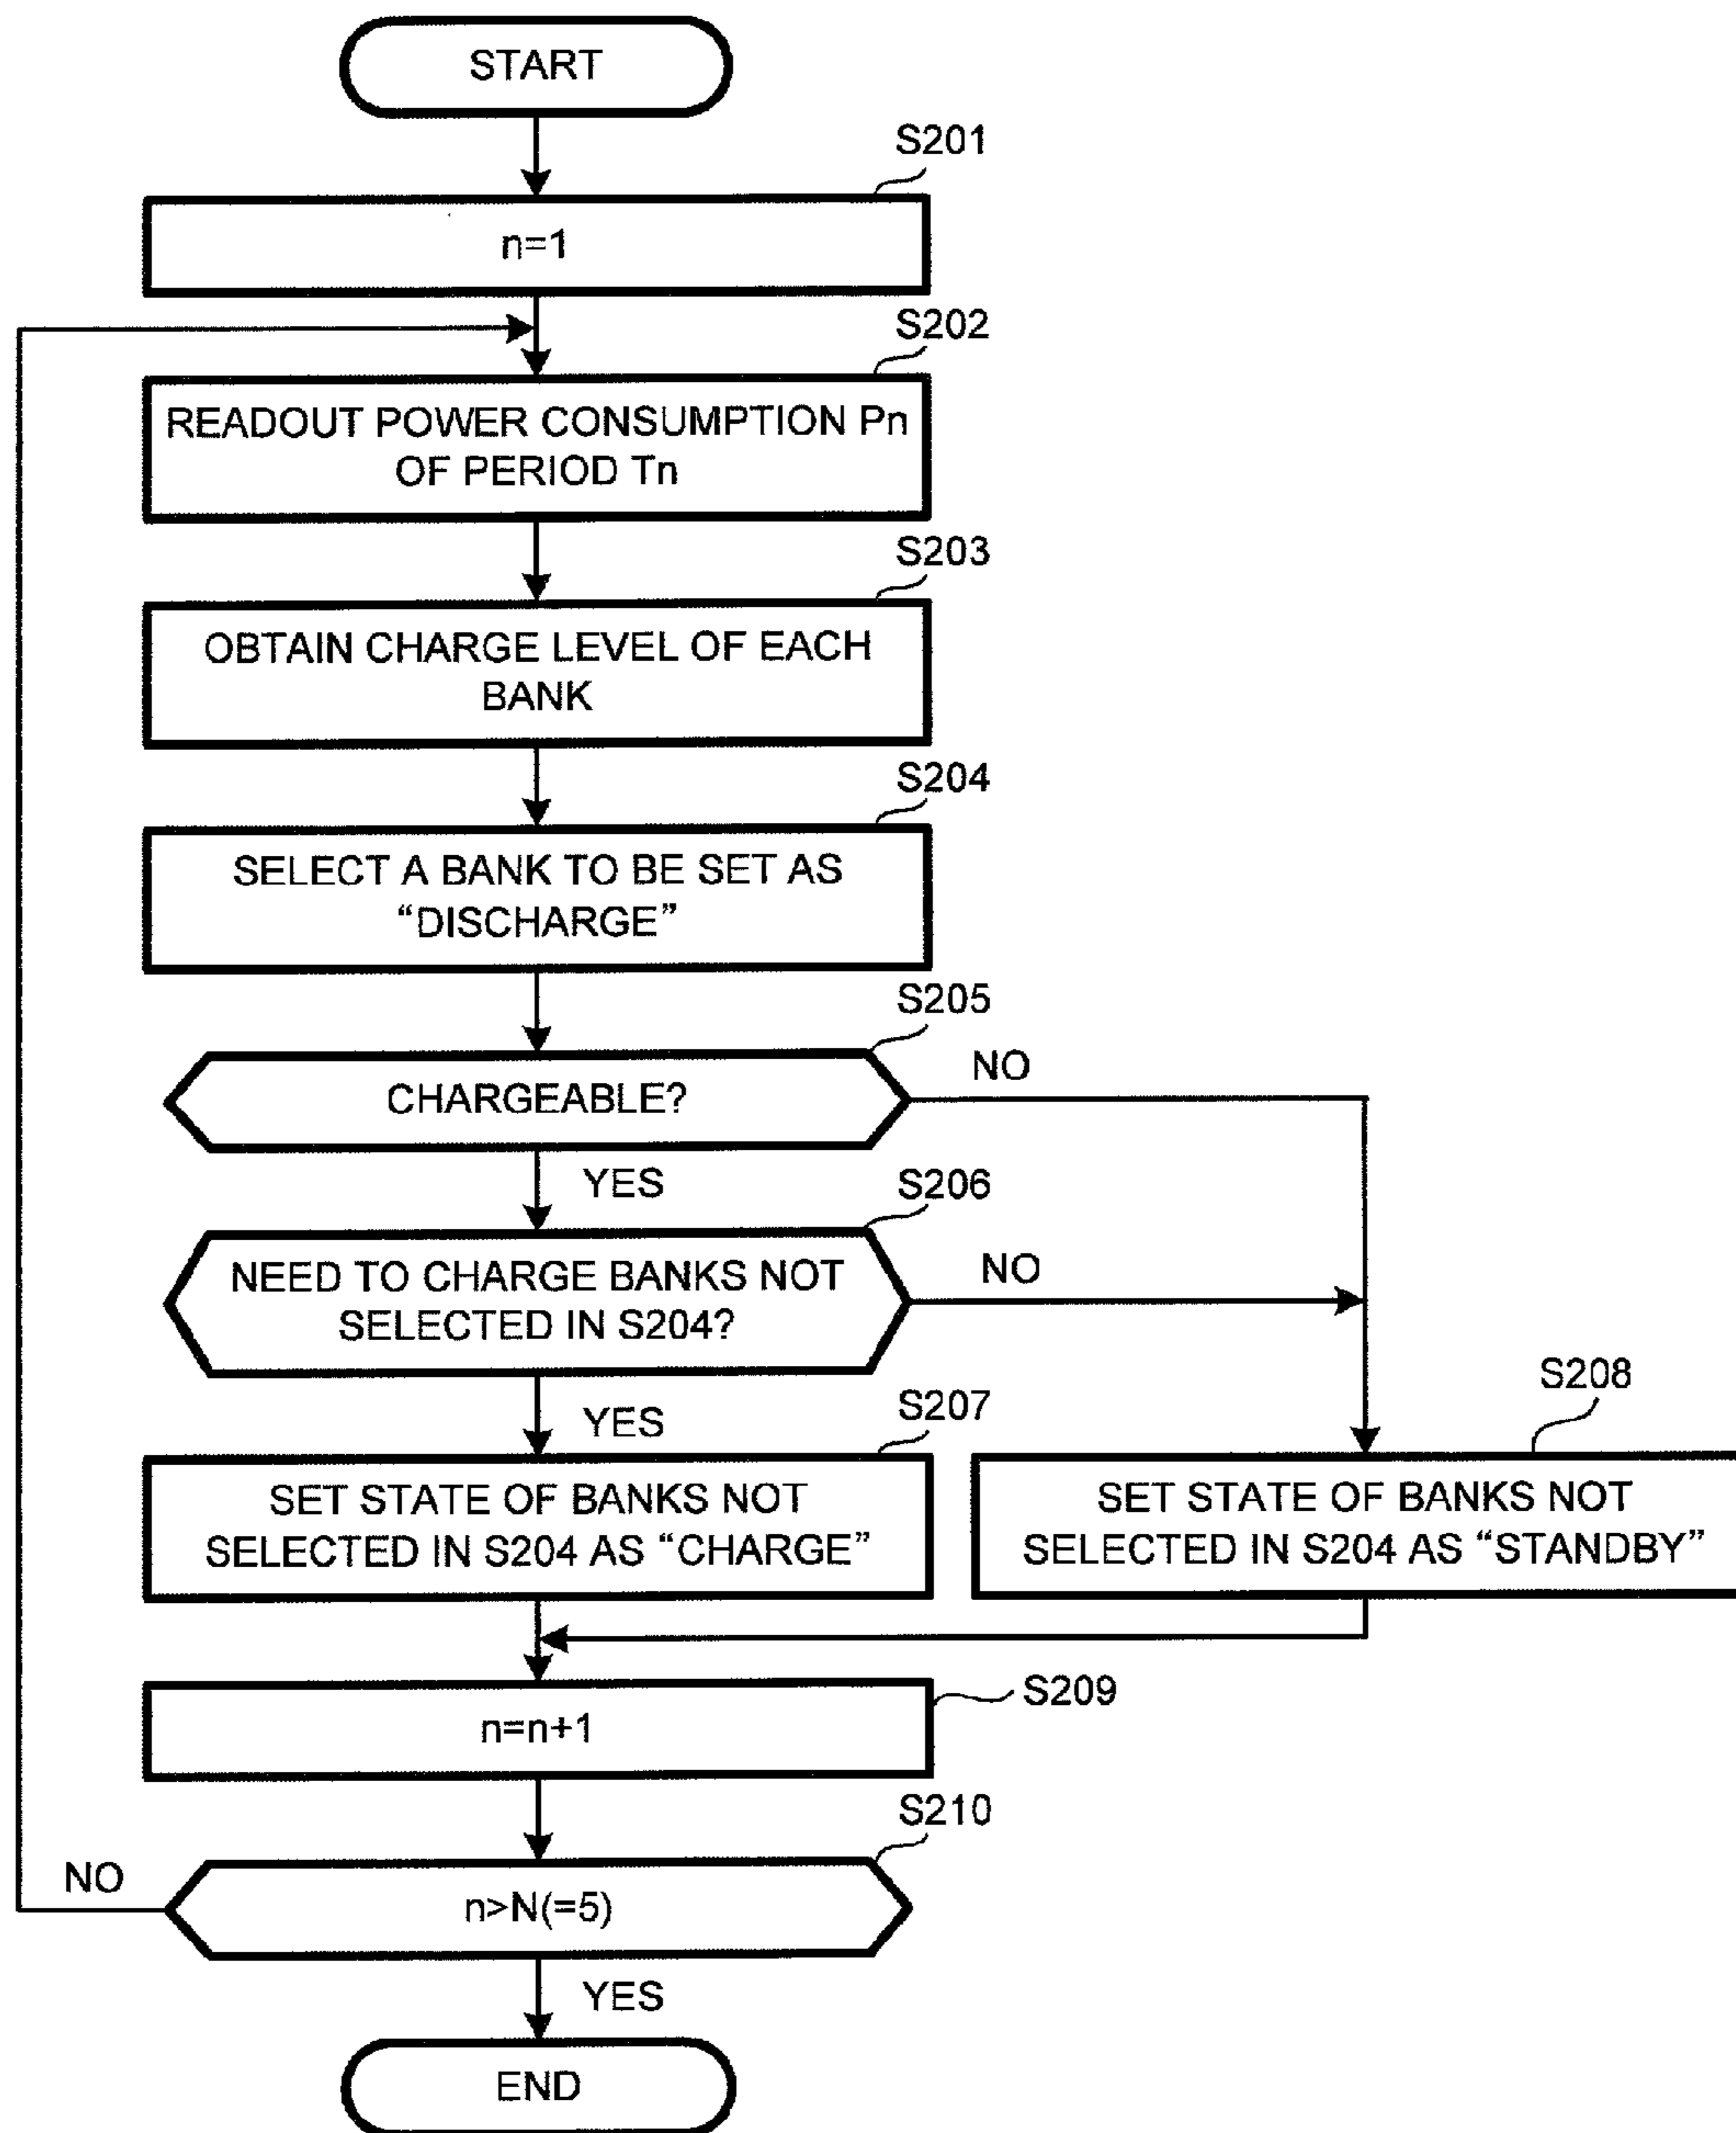 START
S201
n=1
S202
READOUT POWER CONSUMPTION Pn
OF PERIOD Tn
S203
OBTAIN CHARGE LEVEL OF EACH
BANK
S204
SELECT A BANK TO BE SET AS
“DISCHARGE”
S205
CHARGEABLE?
NO
YES
S206
NEED TO CHARGE BANKS NOT
SELECTED IN S204?
NO
YES
S207
SET STATE OF BANKS NOT
SELECTED IN S204 AS “CHARGE”
S208
SET STATE OF BANKS NOT
SELECTED IN S204 AS “STANDBY”
S209
n=n+1
S210
n>N(=5)
NO
YES
END